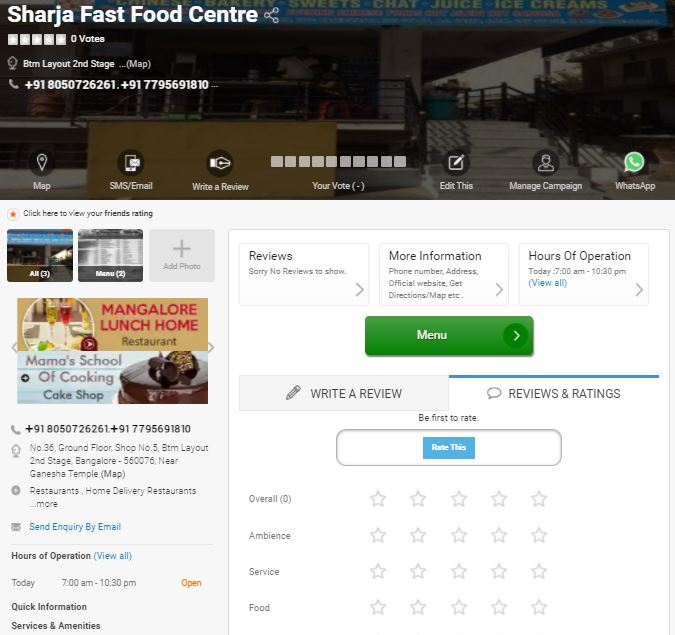 CHINESE BAKERY SWEETS-CHAT-JUICE-ICE CREAMS
Sharja Fast Food Centre
0 Votes
Btm Layout 2nd Stage ...(Map)
+91 8050726261.+91 7795691810 ...
Map
SMS/Email
Write a Review
Your Vote ( - )
Edit This
Manage Campaign
WhatsApp
Click here to view your friends rating
All (3)
Menu (2)
Add Photo
MANGALORE
LUNCH HOME
Restaurant
Mama's School
Of Cooking
Cake Shop
+91 8050726261.+91 7795691810
No.36, Ground Floor, Shop No.5, Btm Layout
2nd Stage, Bangalore - 560076, Near
Ganesha Temple (Map)
Restaurants , Home Delivery Restaurants
...more
Send Enquiry By Email
Hours of Operation (View all)
Today 7:00 am - 10:30 pm Open
Quick Information
Services & Amenities
Reviews
Sorry No Reviews to show.
More Information
Phone number, Address,
Official website, Get
Directions/Map etc .
Hours Of Operation
Today :7:00 am - 10:30 pm
(View all)
Menu
WRITE A REVIEW
REVIEWS & RATINGS
Be first to rate.
Rate This
Overall (0)
Ambience
Service
Food